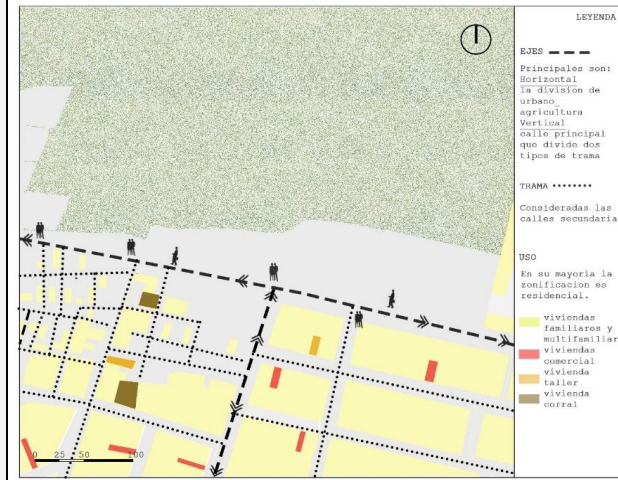 LEYENDA
EJES
Principales son:
Horizontal
la división de
urbano_
agricultura
Vertical
calle principal
que divide dos
tipos de trama
TRAMA
Consideradas las
calles secundaria
USO
En su mayoría la
zonificacion es
residencial.
viviendas
familiares y
multifamiliar
viviendas
comercial
vivienda
taller
vivienda
corral
0 25 50 100